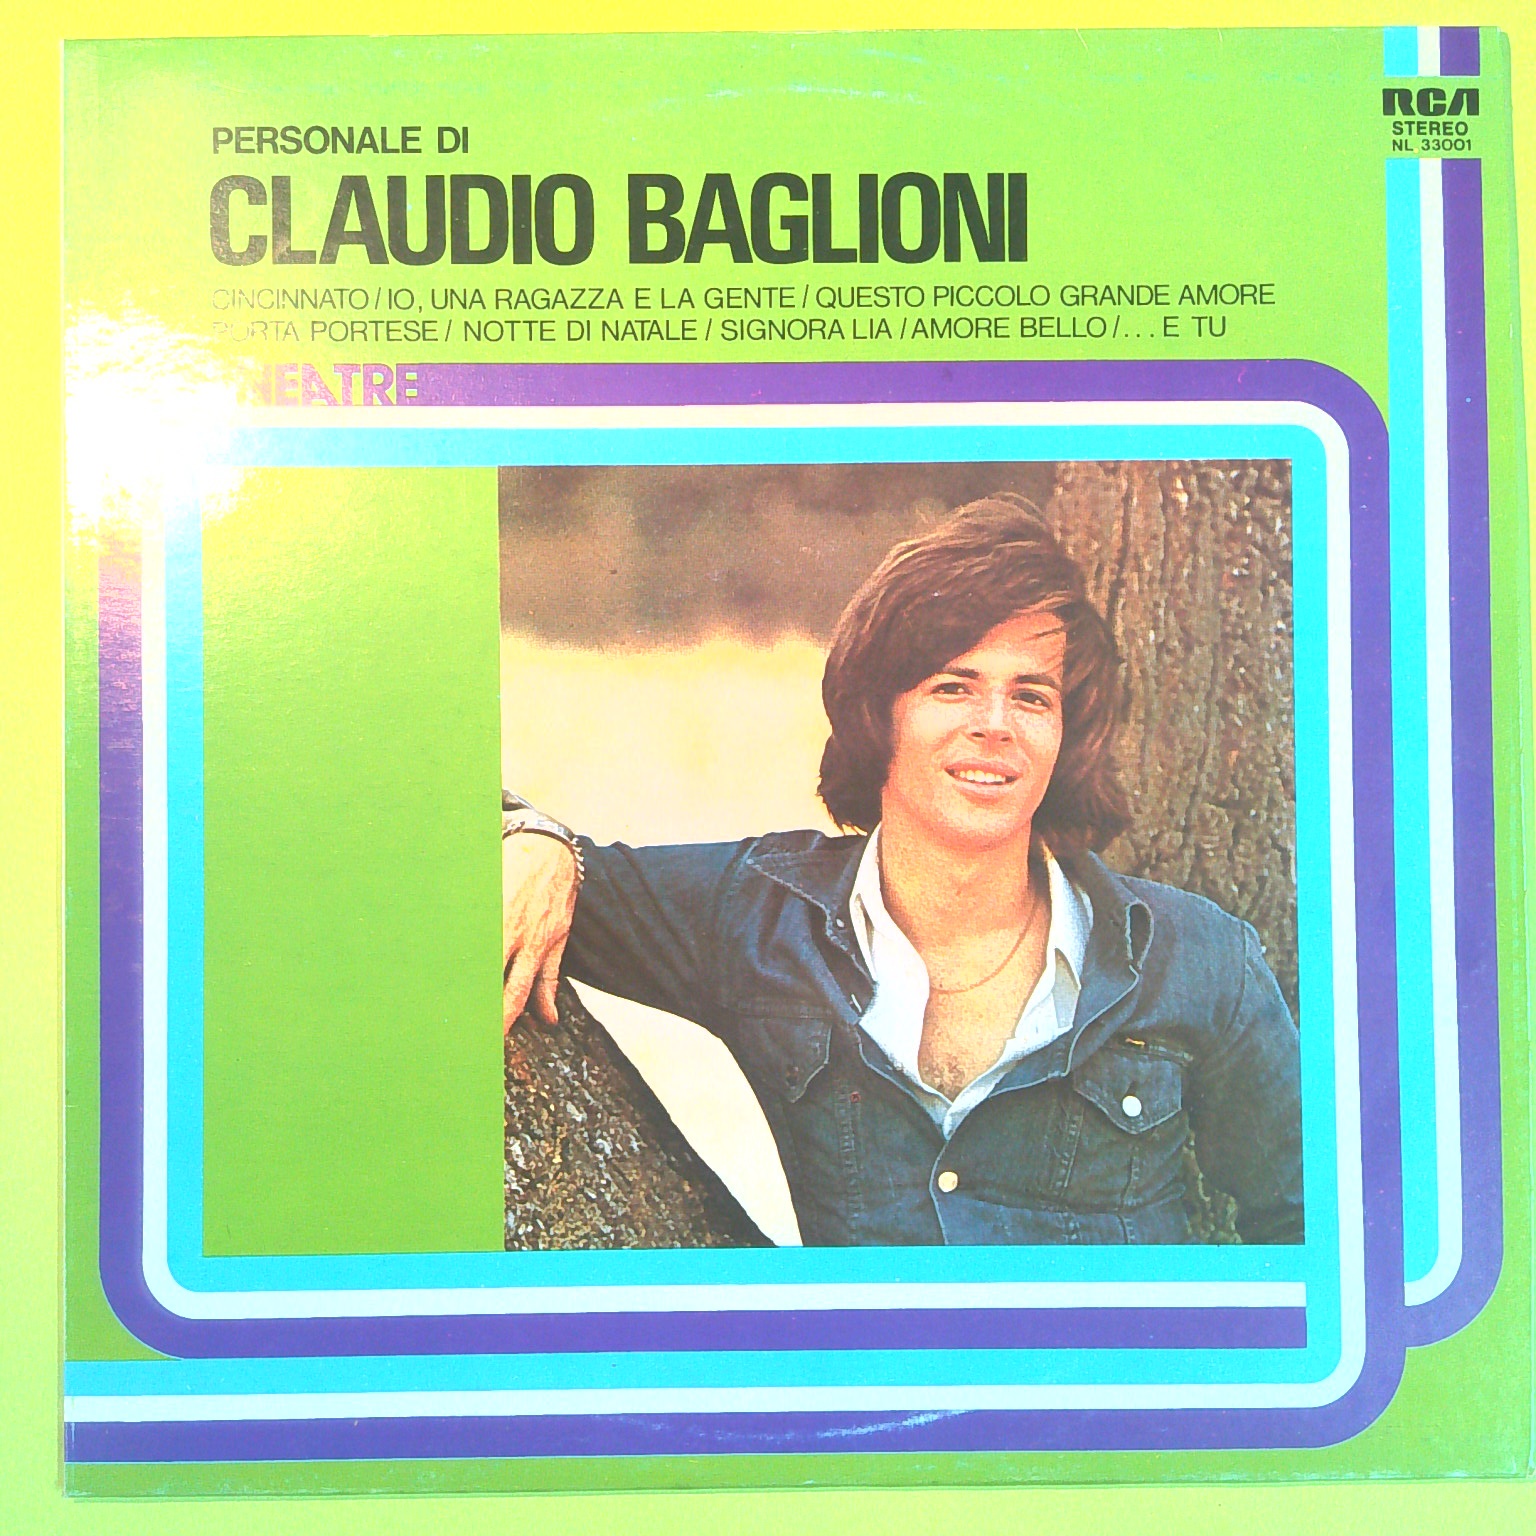 RCA
STEREO
NL 33001
PERSONALE DI
CLAUDIO BAGLIONI
CINCINNATO / IO, UNA RAGAZZA E LA GENTE / QUESTO PICCOLO GRANDE AMORE
PORTA PORTESE / NOTTE DI NATALE / SIGNORA LIA / AMORE BELLO / . . . E TU